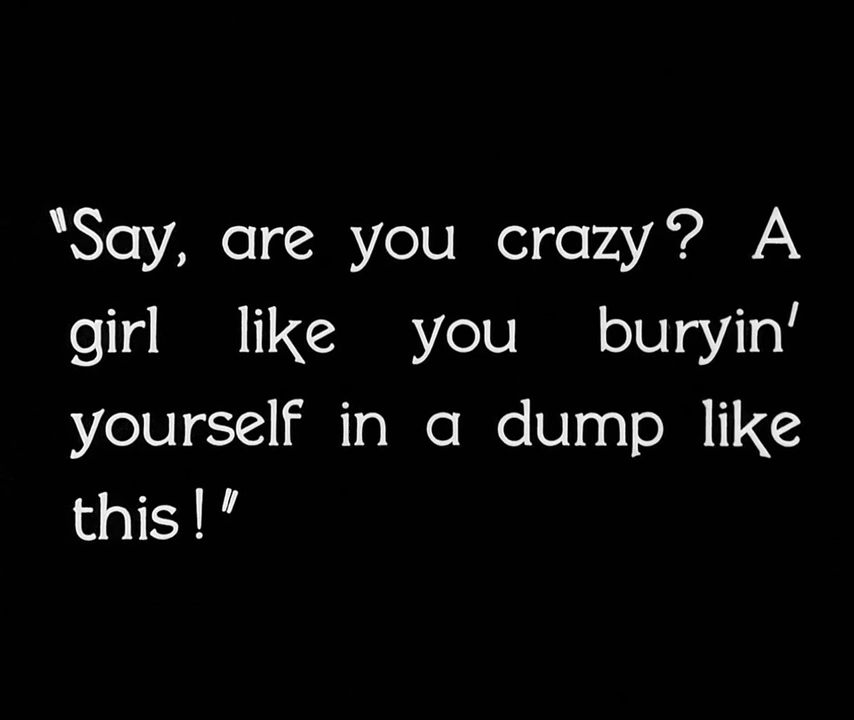 "Say, are you crazy? A
girl like you buryin'
yourself in a dump like
this!"